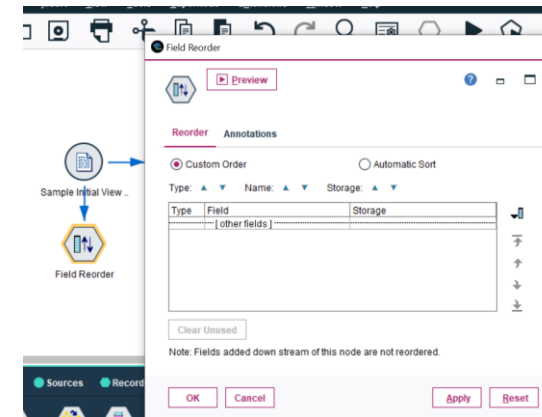 Field Reorder
Preview
Reorder Annotations
Custom Order Automatic Sort
Sample Initial View ..
Type: Name: Storage:
Type Field Storage
[ other fields ]
Field Reorder
Clear Unused
Note: Fields added down stream of this node are not reordered.
Sources Record
OK Cancel Apply Reset